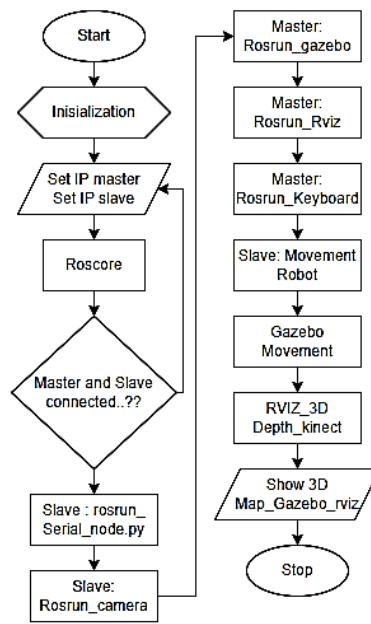 Start
Inisialization
Set IP master
Set IP slave
Roscore
Master and Slave
connected..??
Slave : rosrun_
Serial_node.py
Slave:
Rosrun_camera
Master:
Rosrun_gazebo
Master:
Rosrun_Rviz
Master:
Rosrun_Keyboard
Slave: Movement
Robot
Gazebo
Movement
RVIZ_3D
Depth_kinect
Show 3D
Map_Gazebo_rviz
Stop